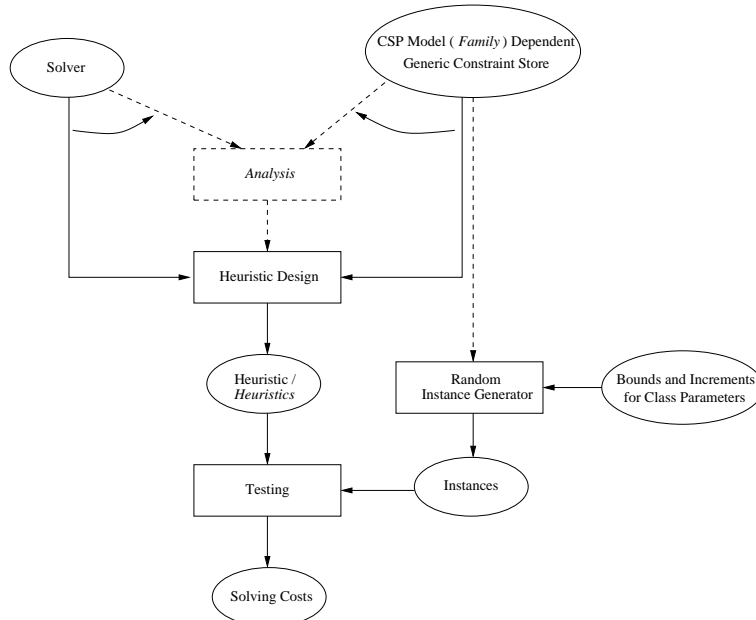 CSP Model ( Family ) Dependent
Generic Constraint Store
Solver
Analysis
Heuristic Design
Heuristic /
Heuristics
Random
Instance Generator
Bounds and Increments
for Class Parameters
Testing
Instances
Solving Costs